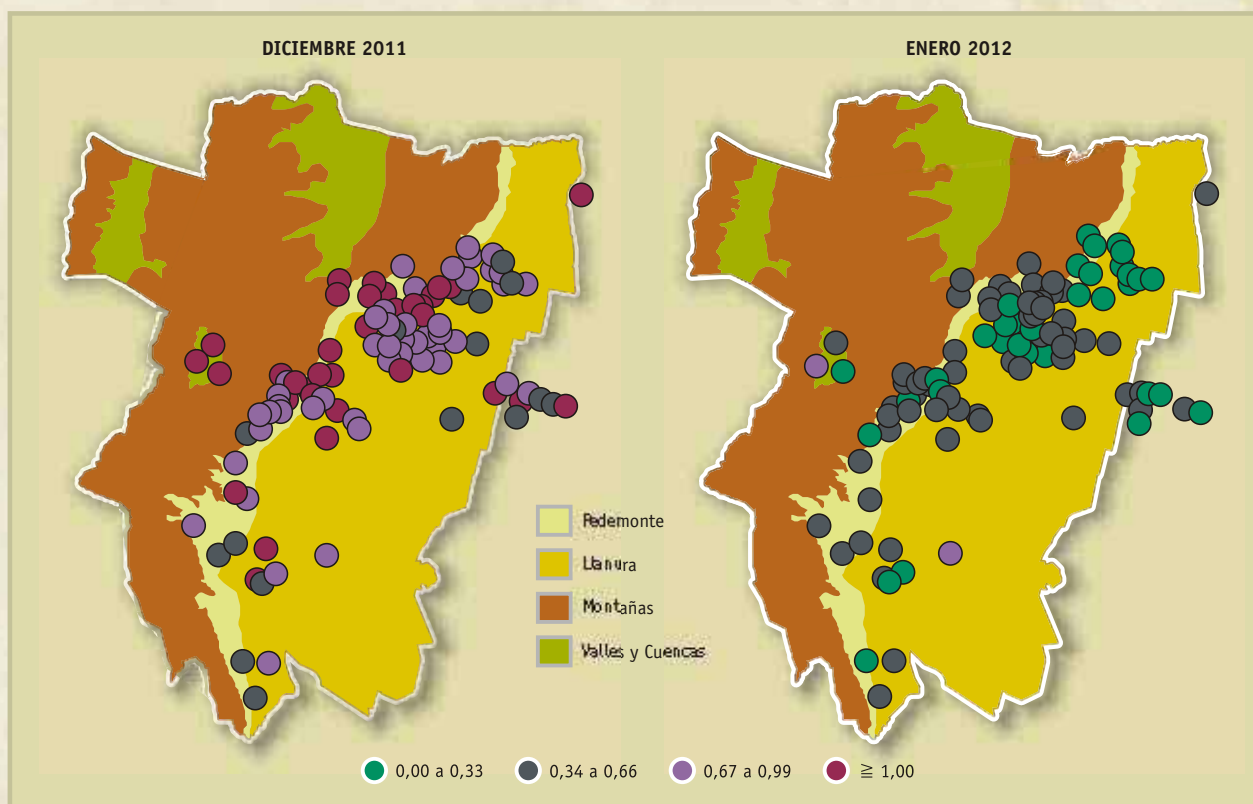 DICIEMBRE 2011
ENERO 2012
Pedemonte
Llanura
Montañas
Valles y Cuencas
0,00 a 0,33
0,34 a 0,66
0,67 a 0,99
≧ 1,00